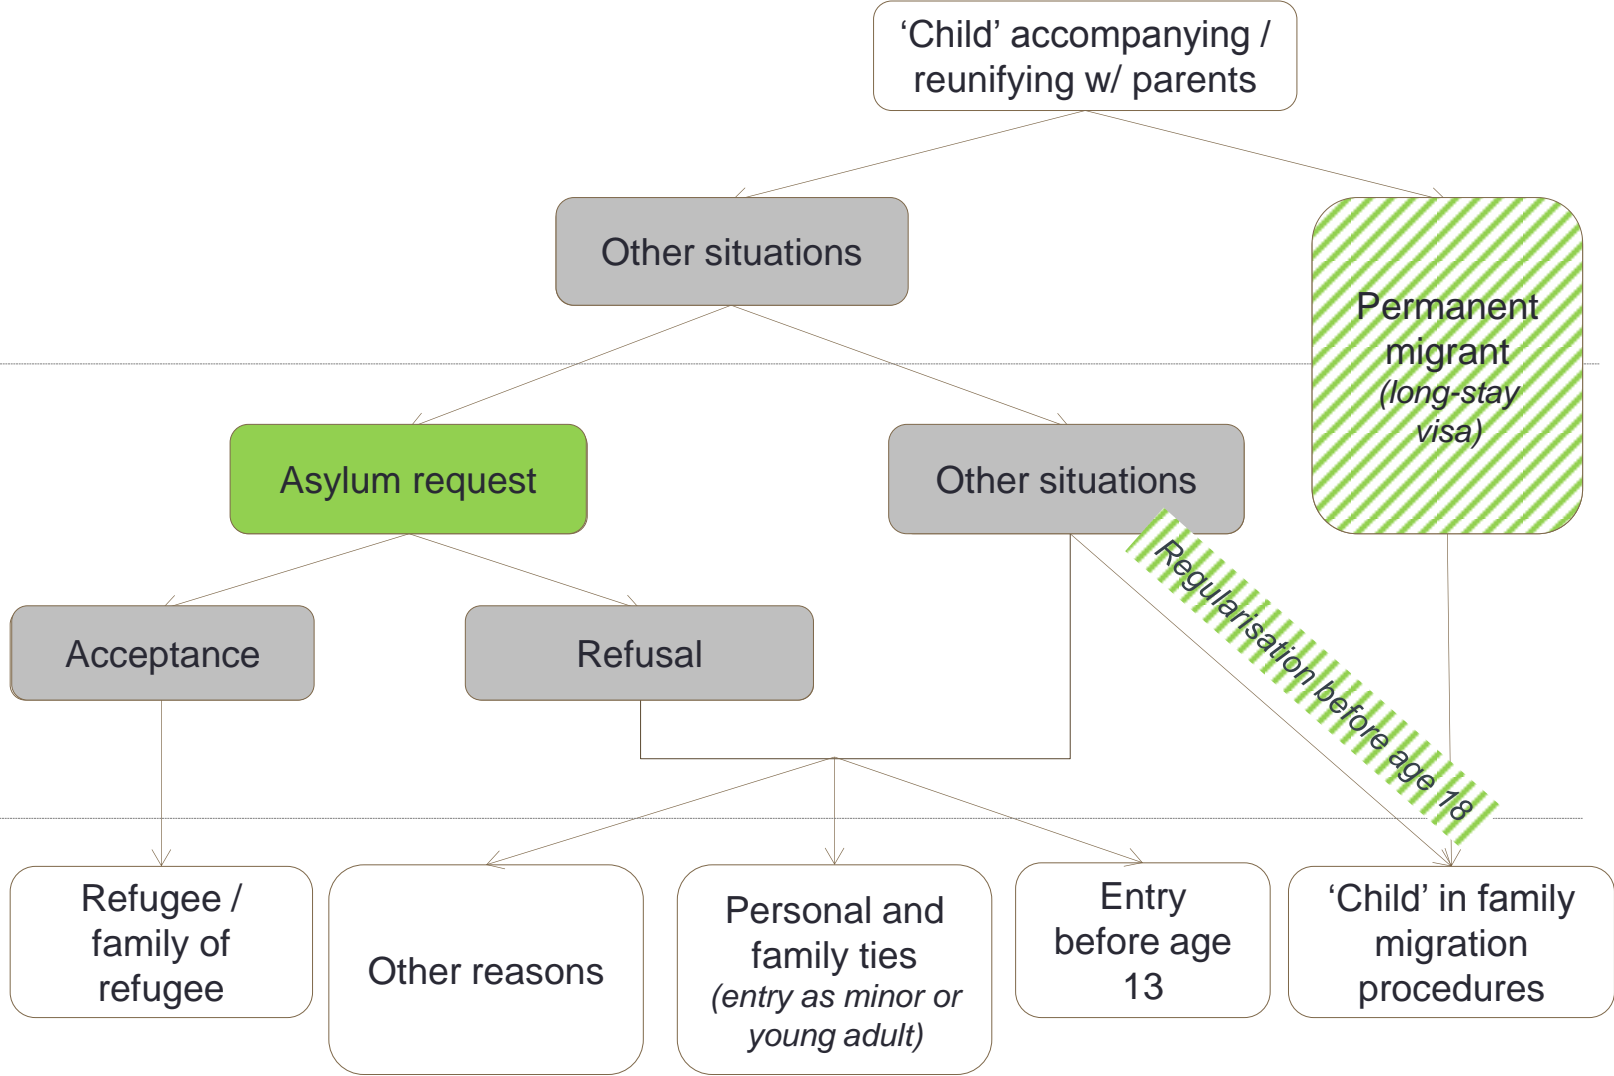 ‘Child’ accompanying /
reunifying w/ parents
Other situations
Permanent
migrant
(long-stay
visa)
Asylum request
Other situations
Regularisation before age 18
Acceptance
Refusal
Refugee /
family of
refugee
Other reasons
Personal and
family ties
(entry as minor or
young adult)
Entry
before age
13
‘Child’ in family
migration
procedures